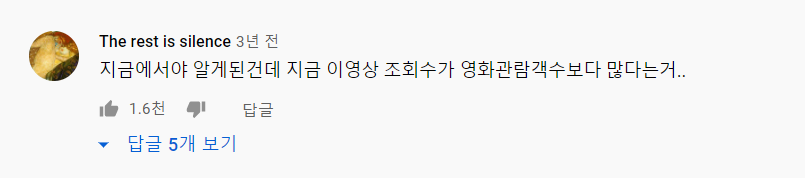 The rest is silence 3년 전
지금에서야 알게된건데 지금 이영상 조회수가 영화관람객수보다 많다는거..
1.6천 답글
답글 5개 보기